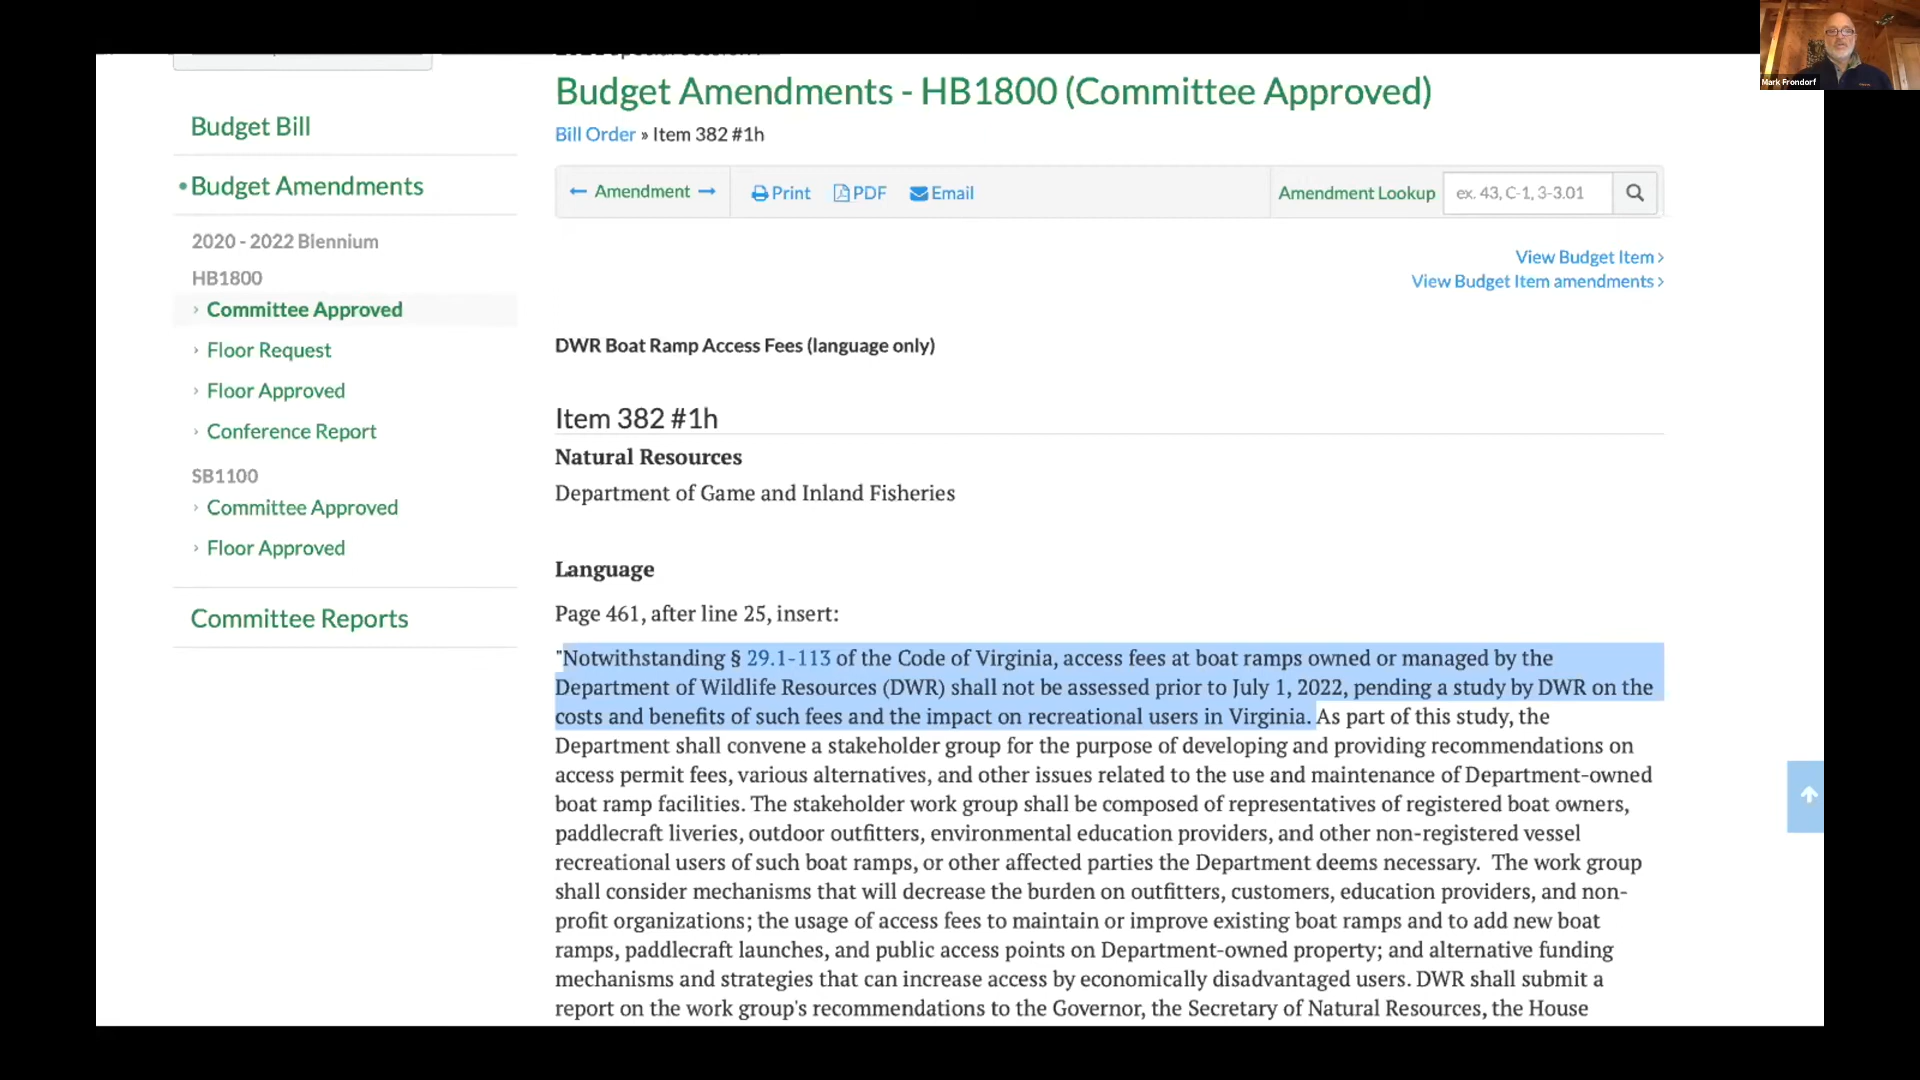 Mark Frondorf
Budget Amendments - HB1800 (Committee Approved)
Bill Order » Item 382 #1h
Budget Bill
•Budget Amendments
2020 - 2022 Biennium
HB1800
› Committee Approved
› Floor Request
› Floor Approved
› Conference Report
SB1100
› Committee Approved
› Floor Approved
Committee Reports
← Amendment → Print PDF Email Amendment Lookup ex. 43, C-1, 3-3.01
View Budget Item ›
View Budget Item amendments ›
DWR Boat Ramp Access Fees (language only)
Item 382 #1h
Natural Resources
Department of Game and Inland Fisheries
Language
Page 461, after line 25, insert:
"Notwithstanding § 29.1-113 of the Code of Virginia, access fees at boat ramps owned or managed by the
Department of Wildlife Resources (DWR) shall not be assessed prior to July 1, 2022, pending a study by DWR on the
costs and benefits of such fees and the impact on recreational users in Virginia. As part of this study, the
Department shall convene a stakeholder group for the purpose of developing and providing recommendations on
access permit fees, various alternatives, and other issues related to the use and maintenance of Department-owned
boat ramp facilities. The stakeholder work group shall be composed of representatives of registered boat owners,
paddlecraft liveries, outdoor outfitters, environmental education providers, and other non-registered vessel
recreational users of such boat ramps, or other affected parties the Department deems necessary. The work group
shall consider mechanisms that will decrease the burden on outfitters, customers, education providers, and non-
profit organizations; the usage of access fees to maintain or improve existing boat ramps and to add new boat
ramps, paddlecraft launches, and public access points on Department-owned property; and alternative funding
mechanisms and strategies that can increase access by economically disadvantaged users. DWR shall submit a
report on the work group's recommendations to the Governor, the Secretary of Natural Resources, the House